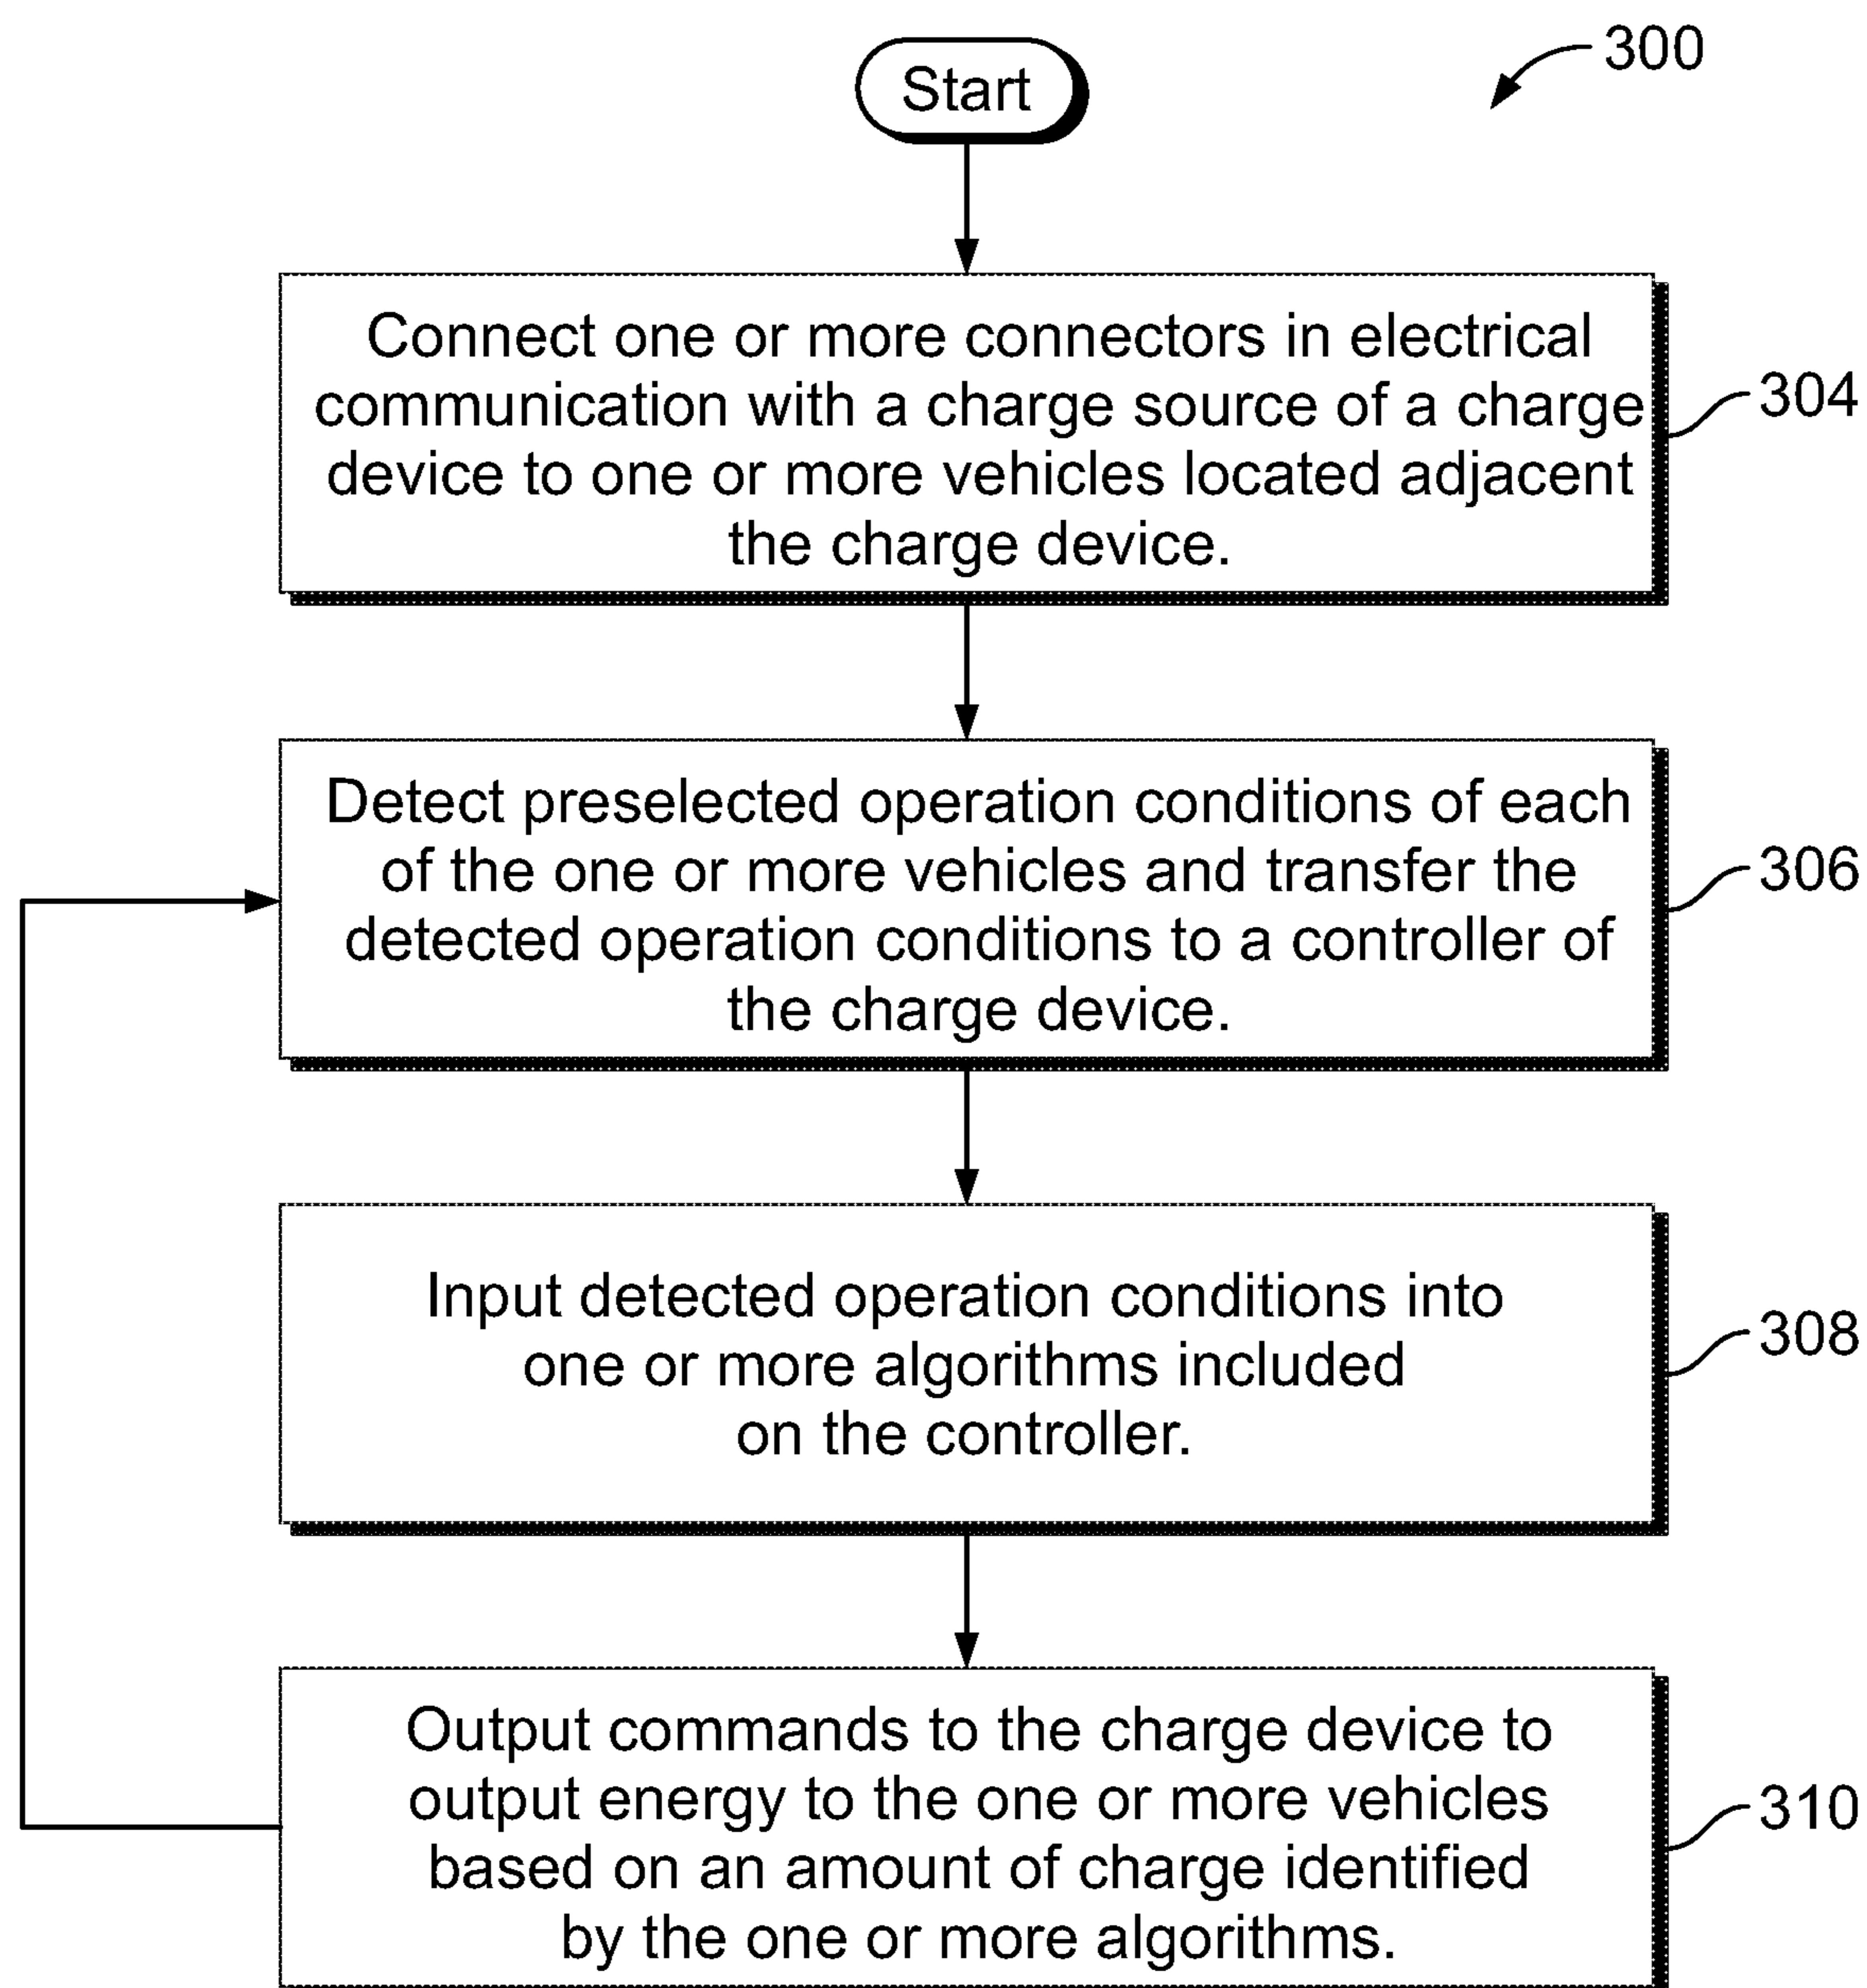 300
Start
Connect one or more connectors in electrical
communication with a charge source of a charge
device to one or more vehicles located adjacent
the charge device.
304
Detect preselected operation conditions of each
of the one or more vehicles and transfer the
detected operation conditions to a controller of
the charge device.
306
Input detected operation conditions into
one or more algorithms included
on the controller.
308
Output commands to the charge device to
output energy to the one or more vehicles
based on an amount of charge identified
by the one or more algorithms.
310